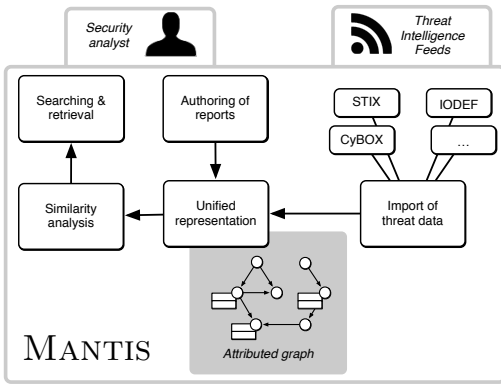 Security
analyst
Threat
Intelligence
Feeds
Searching &
retrieval
Authoring of
reports
STIX
IODEF
CyBOX
...
Similarity
analysis
Unified
representation
Import of
threat data
Attributed graph
MANTIS